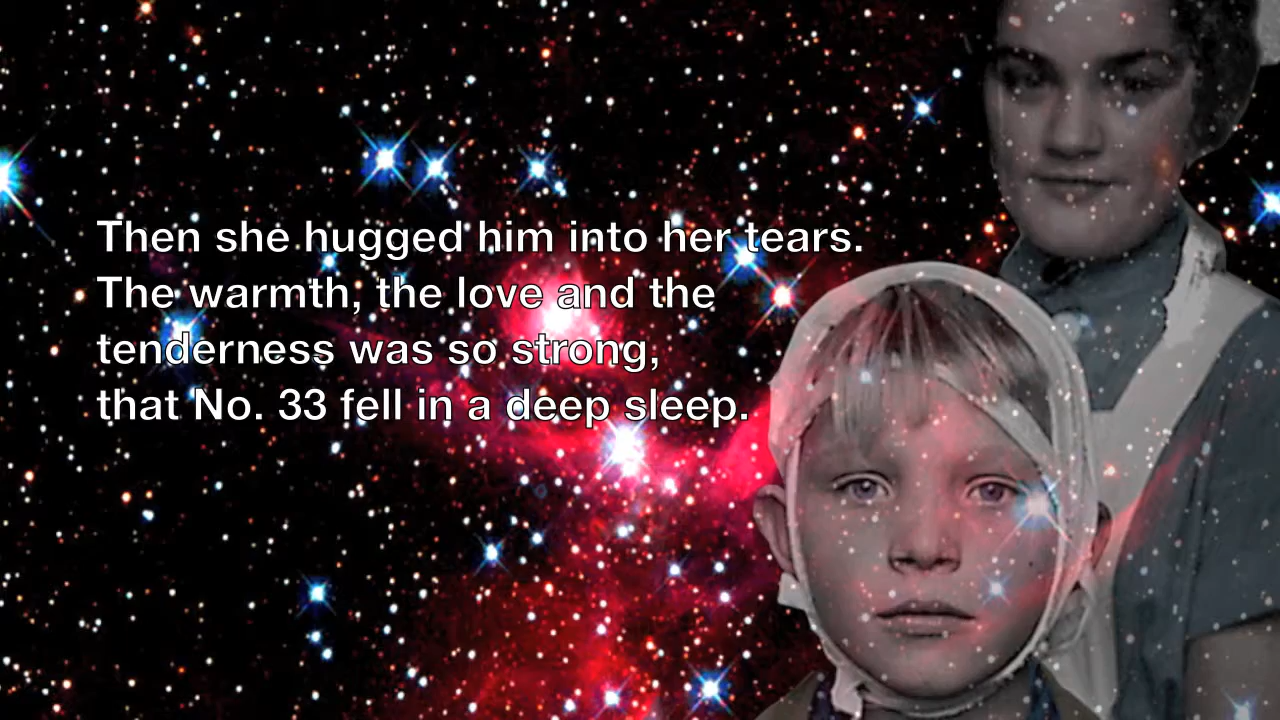 Then she hugged him into her tears.
The warmth, the love and the
tenderness was so strong,
that No. 33 fell in a deep sleep.